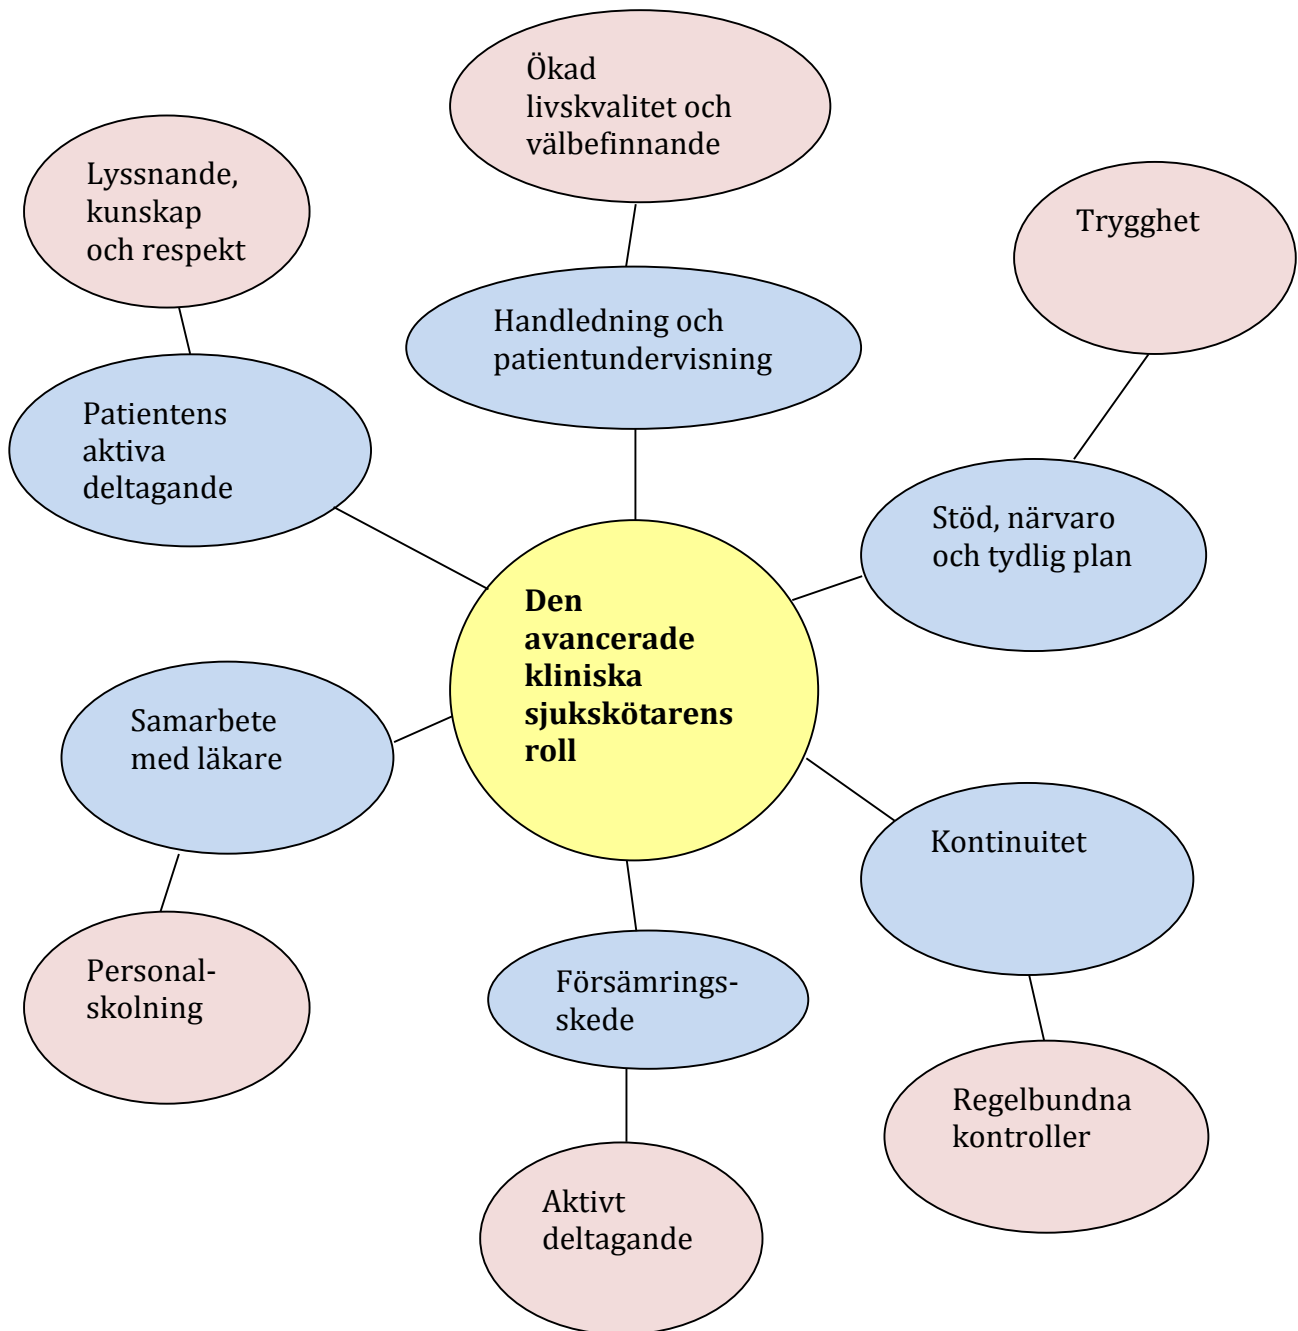 Ökad
livskvalitet och
välbefinnande
Lyssnande,
kunskap
och respekt
Trygghet
Handledning och
patientundervisning
Patientens
aktiva
deltagande
Stöd, närvaro
och tydlig plan
Den
avancerade
kliniska
sjukskötarens
roll
Samarbete
med läkare
Kontinuitet
Personal-
skolning
Försämrings-
skede
Regelbundna
kontroller
Aktivt
deltagande